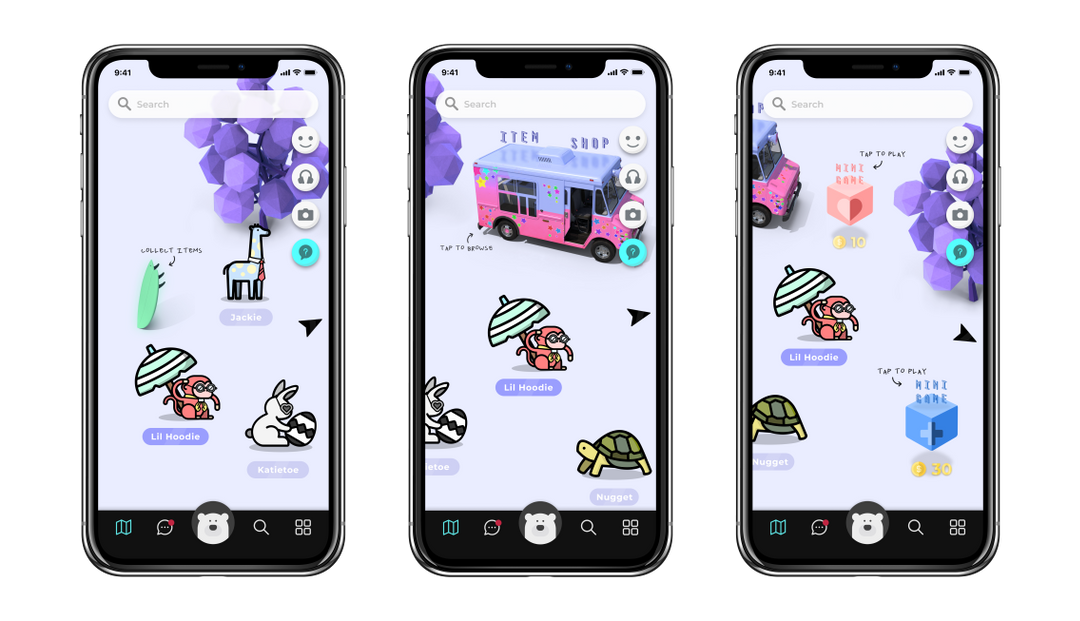 9:41
Search
COLLECT ITEMS
Jackie
Lil Hoodie
Katietoe
9:41
Search
ITEM SHOP
TAP TO BROWSE
Lil Hoodie
ietoe
Nugget
9:41
Search
P
TAP TO PLAY
MINI
GAME
10
Lil Hoodie
TAP TO PLAY
MINI
GAME
Nugget
30